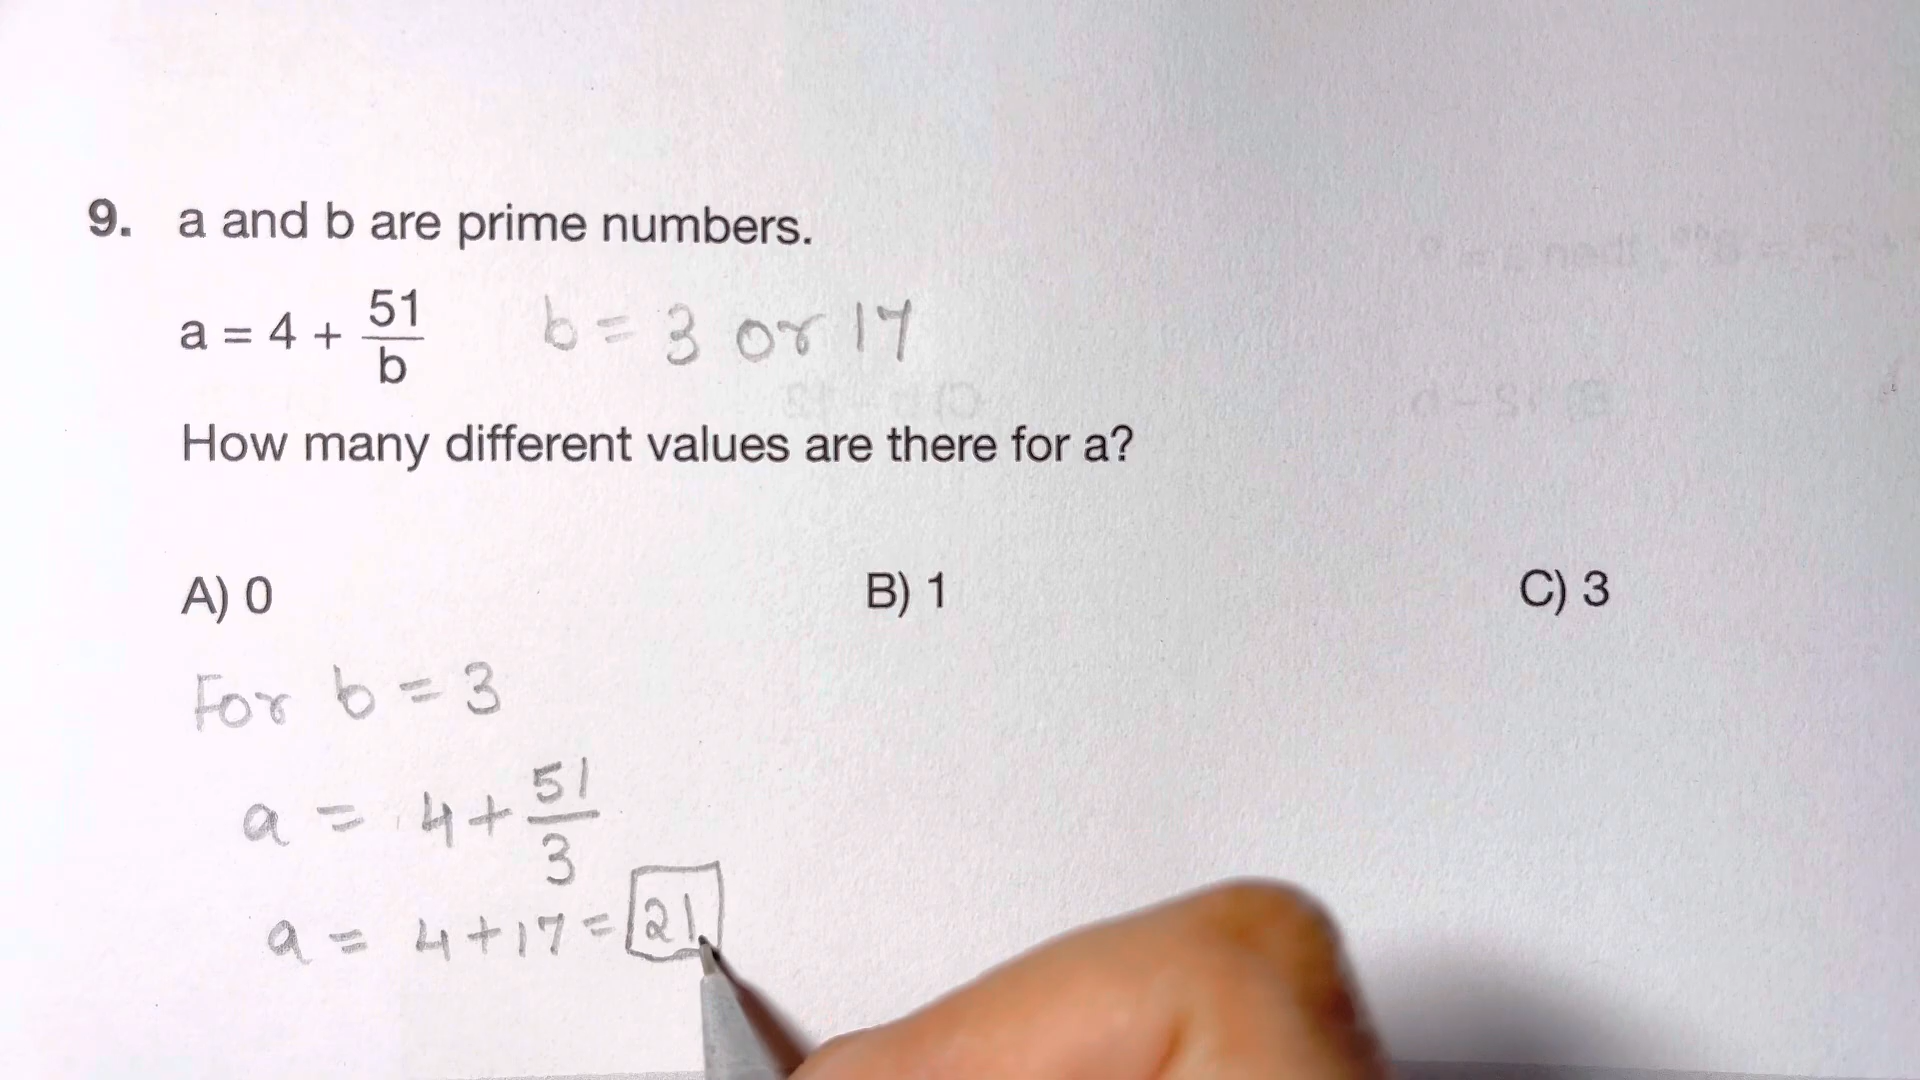 9. a and b are prime numbers.
a = 4 + 51/b b = 3 or 17
How many different values are there for a?
A) 0 B) 1 C) 3
For b = 3
a = 4 + 51/3
a = 4 + 17 = 21